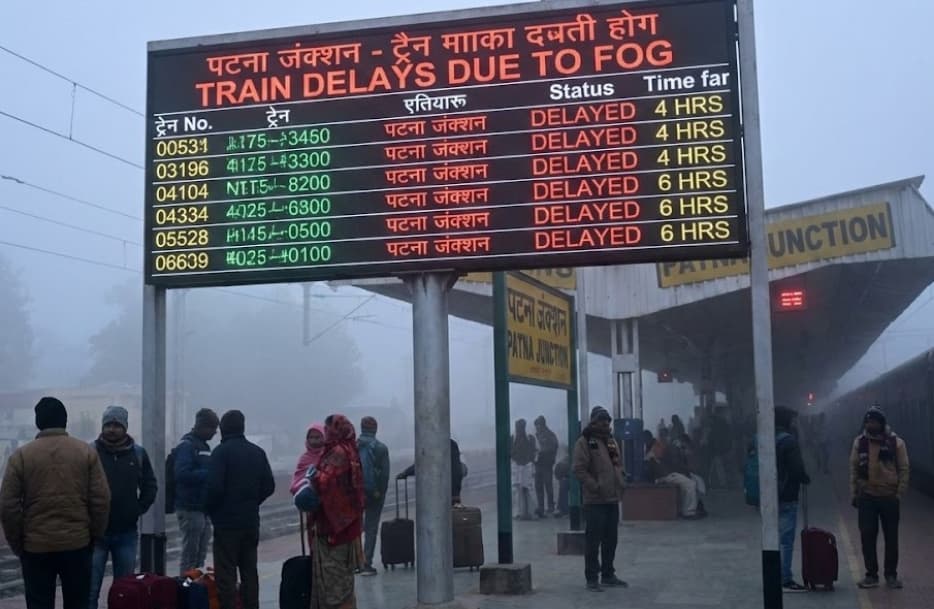 पटना जंक्शन - ट्रैन मााका दबती होग
TRAIN DELAYS DUE TO FOG
ट्रेन No. ट्रेन एतियारू Status Time far
00531 पटना जंक्शन DELAYED 4 HRS
03196 पटना जंक्शन DELAYED 4 HRS
04104 पटना जंक्शन DELAYED 4 HRS
04334 पटना जंक्शन DELAYED 6 HRS
05528 पटना जंक्शन DELAYED 6 HRS
06639 पटना जंक्शन DELAYED 6 HRS
PATNA JUNCTION
पटना जंक्शन
PATNA JUNCTION